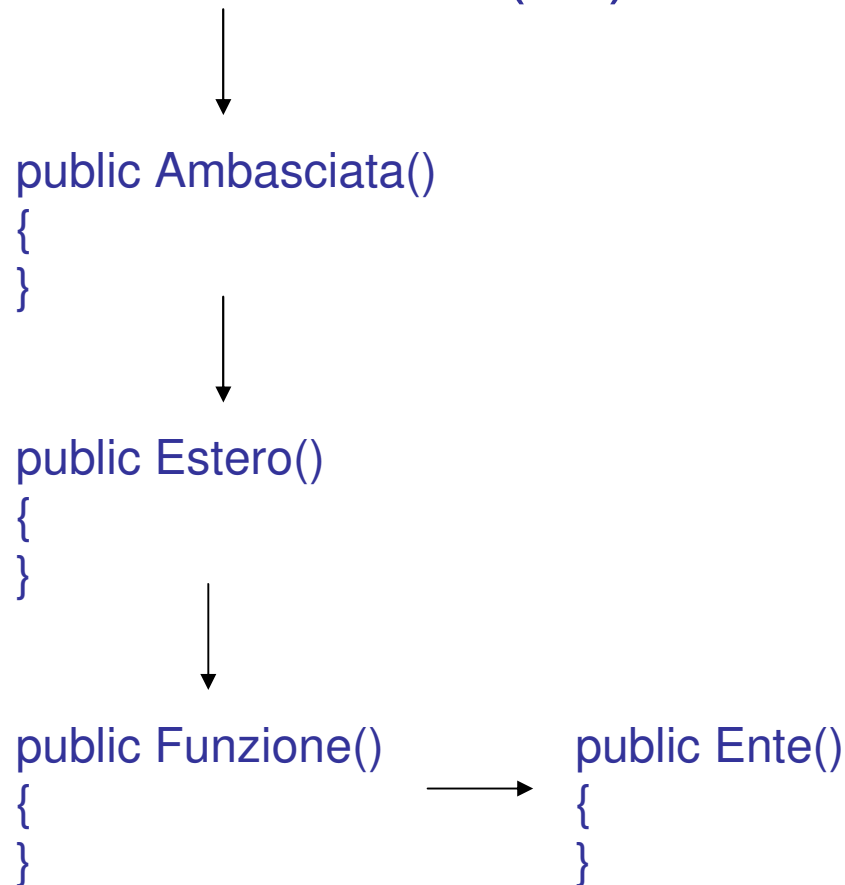 public Ambasciata()
{
}
public Estero()
{
}
public Funzione()
{
}
public Ente()
{
}